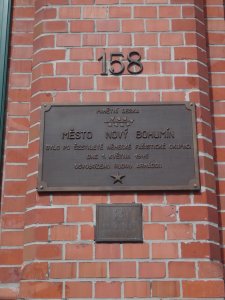 158
PAMĚTNÍ DESKA
MĚSTO NOVÝ BOHUMÍN
BYLO PO ŠESTILETÉ NĚMECKÉ FAŠISTICKÉ OKUPACI
DNE 1. KVĚTNA 1945
OSVOBOZENO RUDOU ARMÁDOU